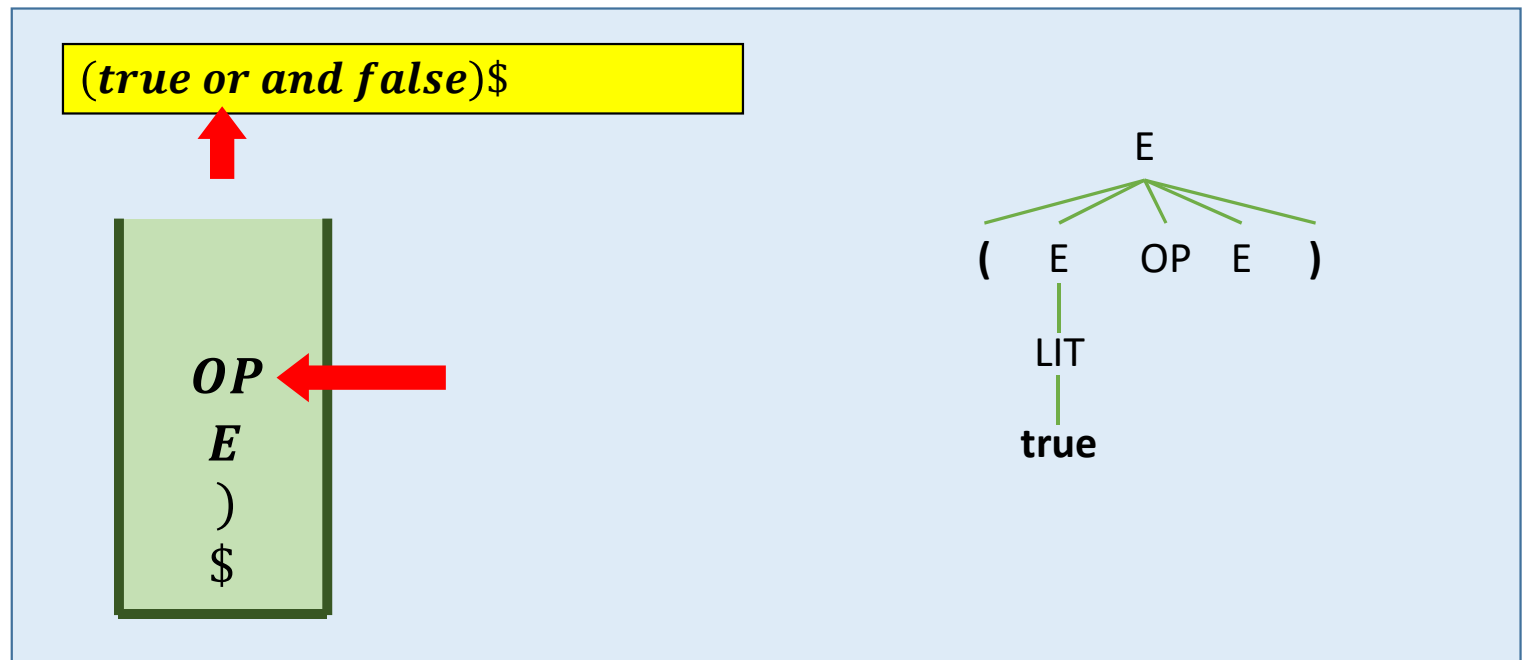 (true or and false)$
E
( E OP E )
LIT
true
OP
E
)
$